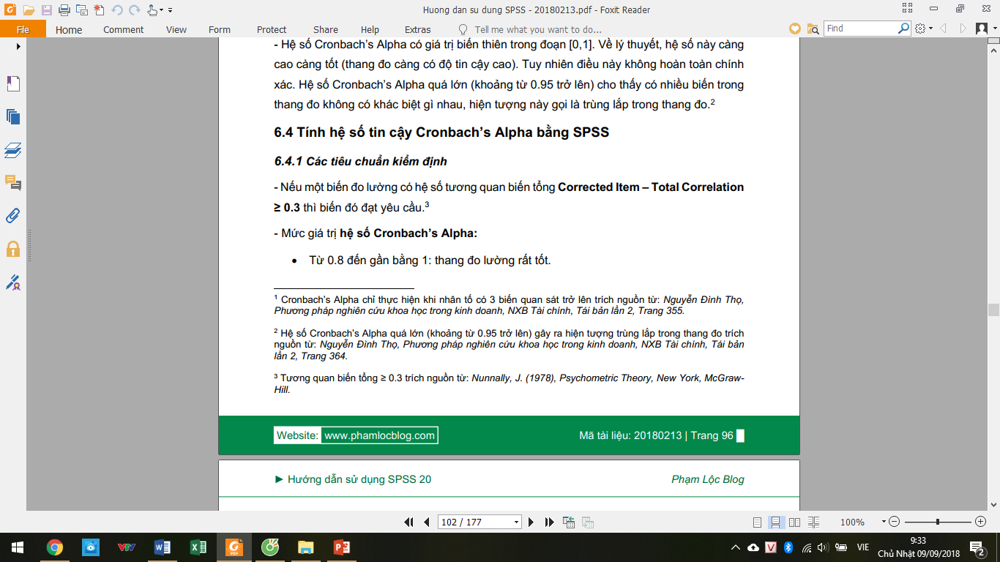 Huong dan su dung SPSS - 20180213.pdf - Foxit Reader
File Home Comment View Form Protect Share Help Extras Tell me what you want to do... Find
- Hệ số Cronbach’s Alpha có giá trị biến thiên trong đoạn [0,1]. Về lý thuyết, hệ số này càng
cao càng tốt (thang đo càng có độ tin cậy cao). Tuy nhiên điều này không hoàn toàn chính
xác. Hệ số Cronbach’s Alpha quá lớn (khoảng từ 0.95 trở lên) cho thấy có nhiều biến trong
thang đo không có khác biệt gì nhau, hiện tượng này gọi là trùng lắp trong thang đo.2
6.4 Tính hệ số tin cậy Cronbach’s Alpha bằng SPSS
6.4.1 Các tiêu chuẩn kiểm định
- Nếu một biến đo lường có hệ số tương quan biến tổng Corrected Item – Total Correlation
≥ 0.3 thì biến đó đạt yêu cầu.3
- Mức giá trị hệ số Cronbach’s Alpha:
• Từ 0.8 đến gần bằng 1: thang đo lường rất tốt.
1 Cronbach’s Alpha chỉ thực hiện khi nhân tố có 3 biến quan sát trở lên trích nguồn từ: Nguyễn Đình Thọ,
Phương pháp nghiên cứu khoa học trong kinh doanh, NXB Tài chính, Tái bản lần 2, Trang 355.
2 Hệ số Cronbach’s Alpha quá lớn (khoảng từ 0.95 trở lên) gây ra hiện tượng trùng lắp trong thang đo trích
nguồn từ: Nguyễn Đình Thọ, Phương pháp nghiên cứu khoa học trong kinh doanh, NXB Tài chính, Tái bản
lần 2, Trang 364.
3 Tương quan biến tổng ≥ 0.3 trích nguồn từ: Nunnally, J. (1978), Psychometric Theory, New York, McGraw-
Hill.
Website: www.phamlocblog.com Mã tài liệu: 20180213 | Trang 96
► Hướng dẫn sử dụng SPSS 20 Phạm Lộc Blog
102 / 177 100%
VTV VIE 9:33
Chủ Nhật 09/09/2018 2